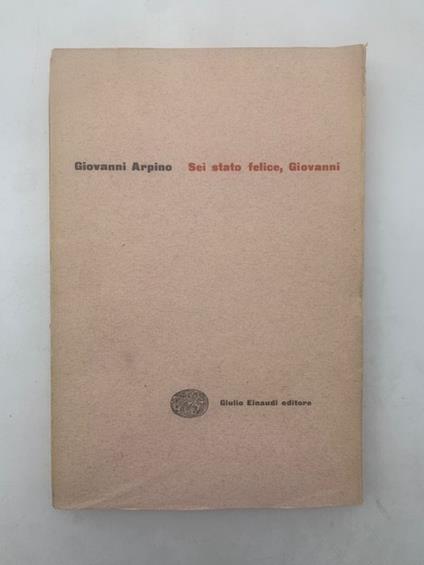 Giovanni Arpino Sei stato felice, Giovanni
Giulio Einaudi editore